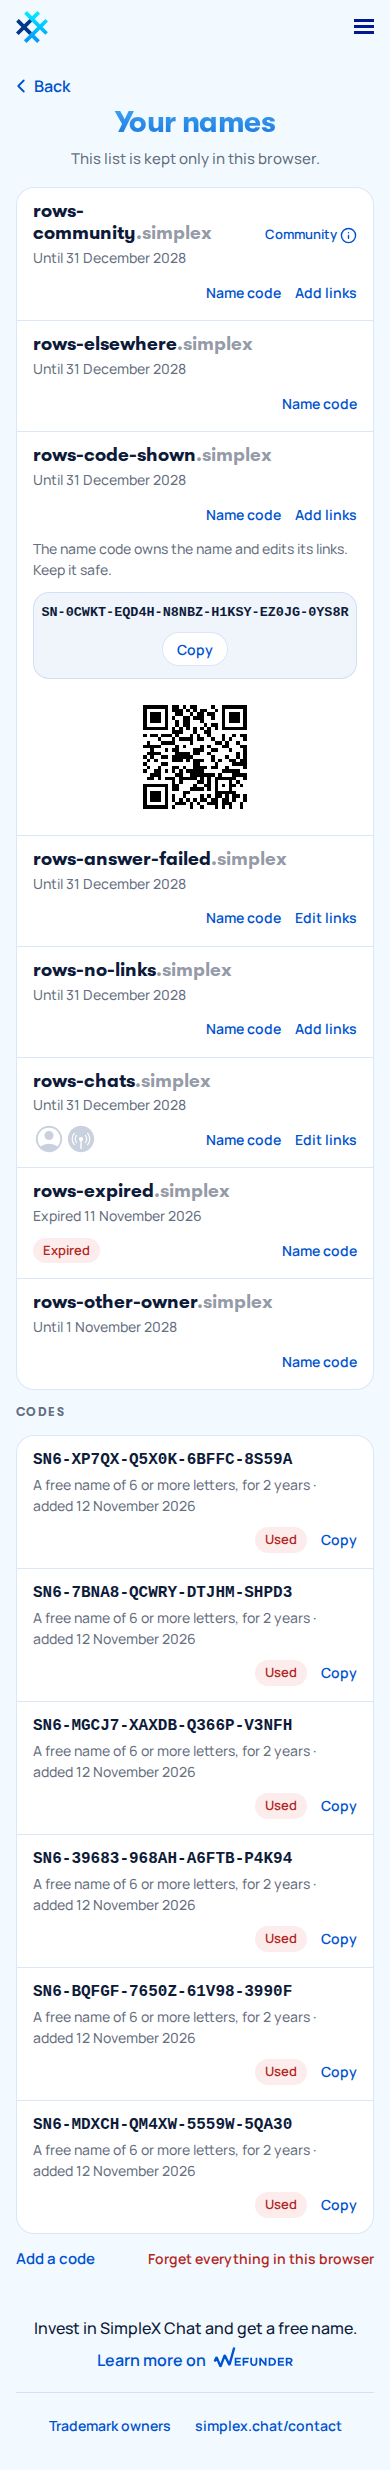 Back
Your names
This list is kept only in this browser.
rows-
community.simplex
Community
Until 31 December 2028
Name code Add links
rows-elsewhere.simplex
Until 31 December 2028
Name code
rows-code-shown.simplex
Until 31 December 2028
Name code Add links
The name code owns the name and edits its links.
Keep it safe.
SN-0CWKT-EQD4H-N8NBZ-H1KSY-EZ0JG-0YS8R
Copy
rows-answer-failed.simplex
Until 31 December 2028
Name code Edit links
rows-no-links.simplex
Until 31 December 2028
Name code Add links
rows-chats.simplex
Until 31 December 2028
Name code Edit links
rows-expired.simplex
Expired 11 November 2026
Expired Name code
rows-other-owner.simplex
Until 1 November 2028
Name code
CODES
SN6-XP7QX-Q5X0K-6BFFC-8S59A
A free name of 6 or more letters, for 2 years ·
added 12 November 2026
Used Copy
SN6-7BNA8-QCWRY-DTJHM-SHPD3
A free name of 6 or more letters, for 2 years ·
added 12 November 2026
Used Copy
SN6-MGCJ7-XAXDB-Q366P-V3NFH
A free name of 6 or more letters, for 2 years ·
added 12 November 2026
Used Copy
SN6-39683-968AH-A6FTB-P4K94
A free name of 6 or more letters, for 2 years ·
added 12 November 2026
Used Copy
SN6-BQFGF-7650Z-61V98-3990F
A free name of 6 or more letters, for 2 years ·
added 12 November 2026
Used Copy
SN6-MDXCH-QM4XW-5559W-5QA30
A free name of 6 or more letters, for 2 years ·
added 12 November 2026
Used Copy
Add a code Forget everything in this browser
Invest in SimpleX Chat and get a free name.
Learn more on WEFUNDER
Trademark owners simplex.chat/contact